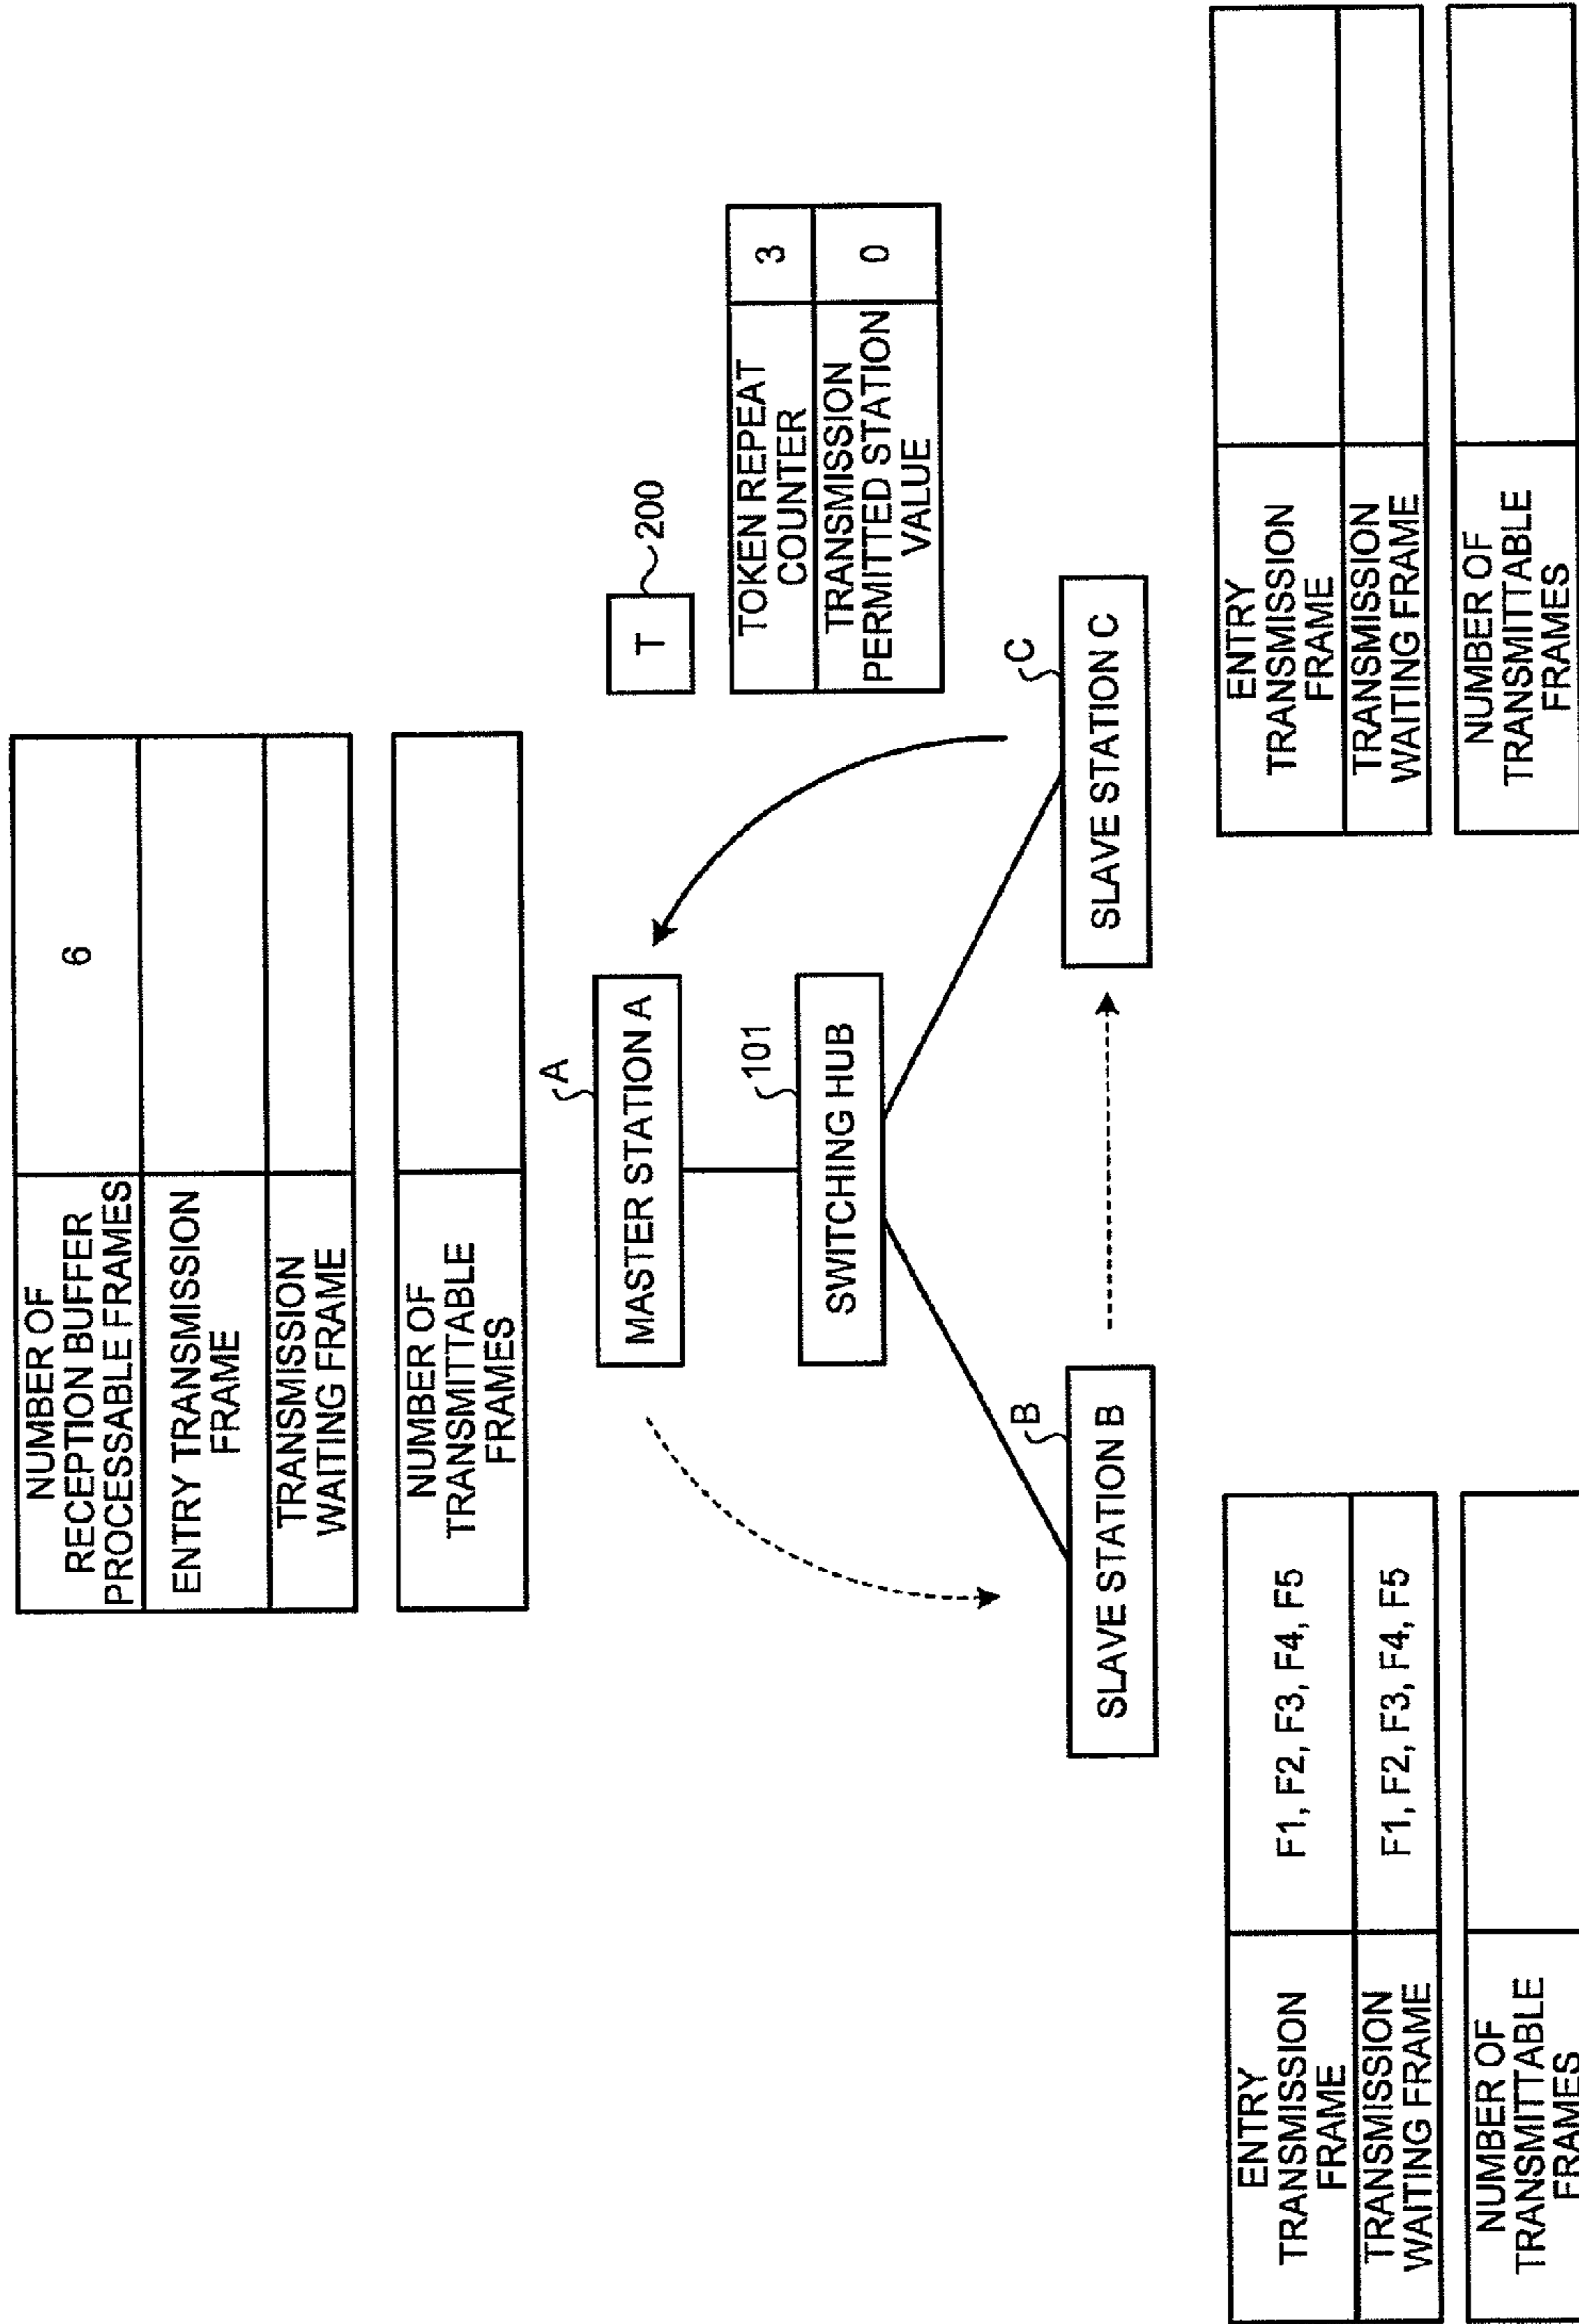 NUMBER OF
RECEPTION BUFFER
PROCESSABLE FRAMES
6
ENTRY TRANSMISSION
FRAME
TRANSMISSION
WAITING FRAME
NUMBER OF
TRANSMITTABLE
FRAMES
A
MASTER STATION A
T
200
TOKEN REPEAT
COUNTER
3
TRANSMISSION
PERMITTED STATION
VALUE
0
101
SWITCHING HUB
B
SLAVE STATION B
C
SLAVE STATION C
ENTRY
TRANSMISSION
FRAME
F1, F2, F3, F4, F5
TRANSMISSION
WAITING FRAME
F1, F2, F3, F4, F5
NUMBER OF
TRANSMITTABLE
FRAMES
ENTRY
TRANSMISSION
FRAME
TRANSMISSION
WAITING FRAME
NUMBER OF
TRANSMITTABLE
FRAMES